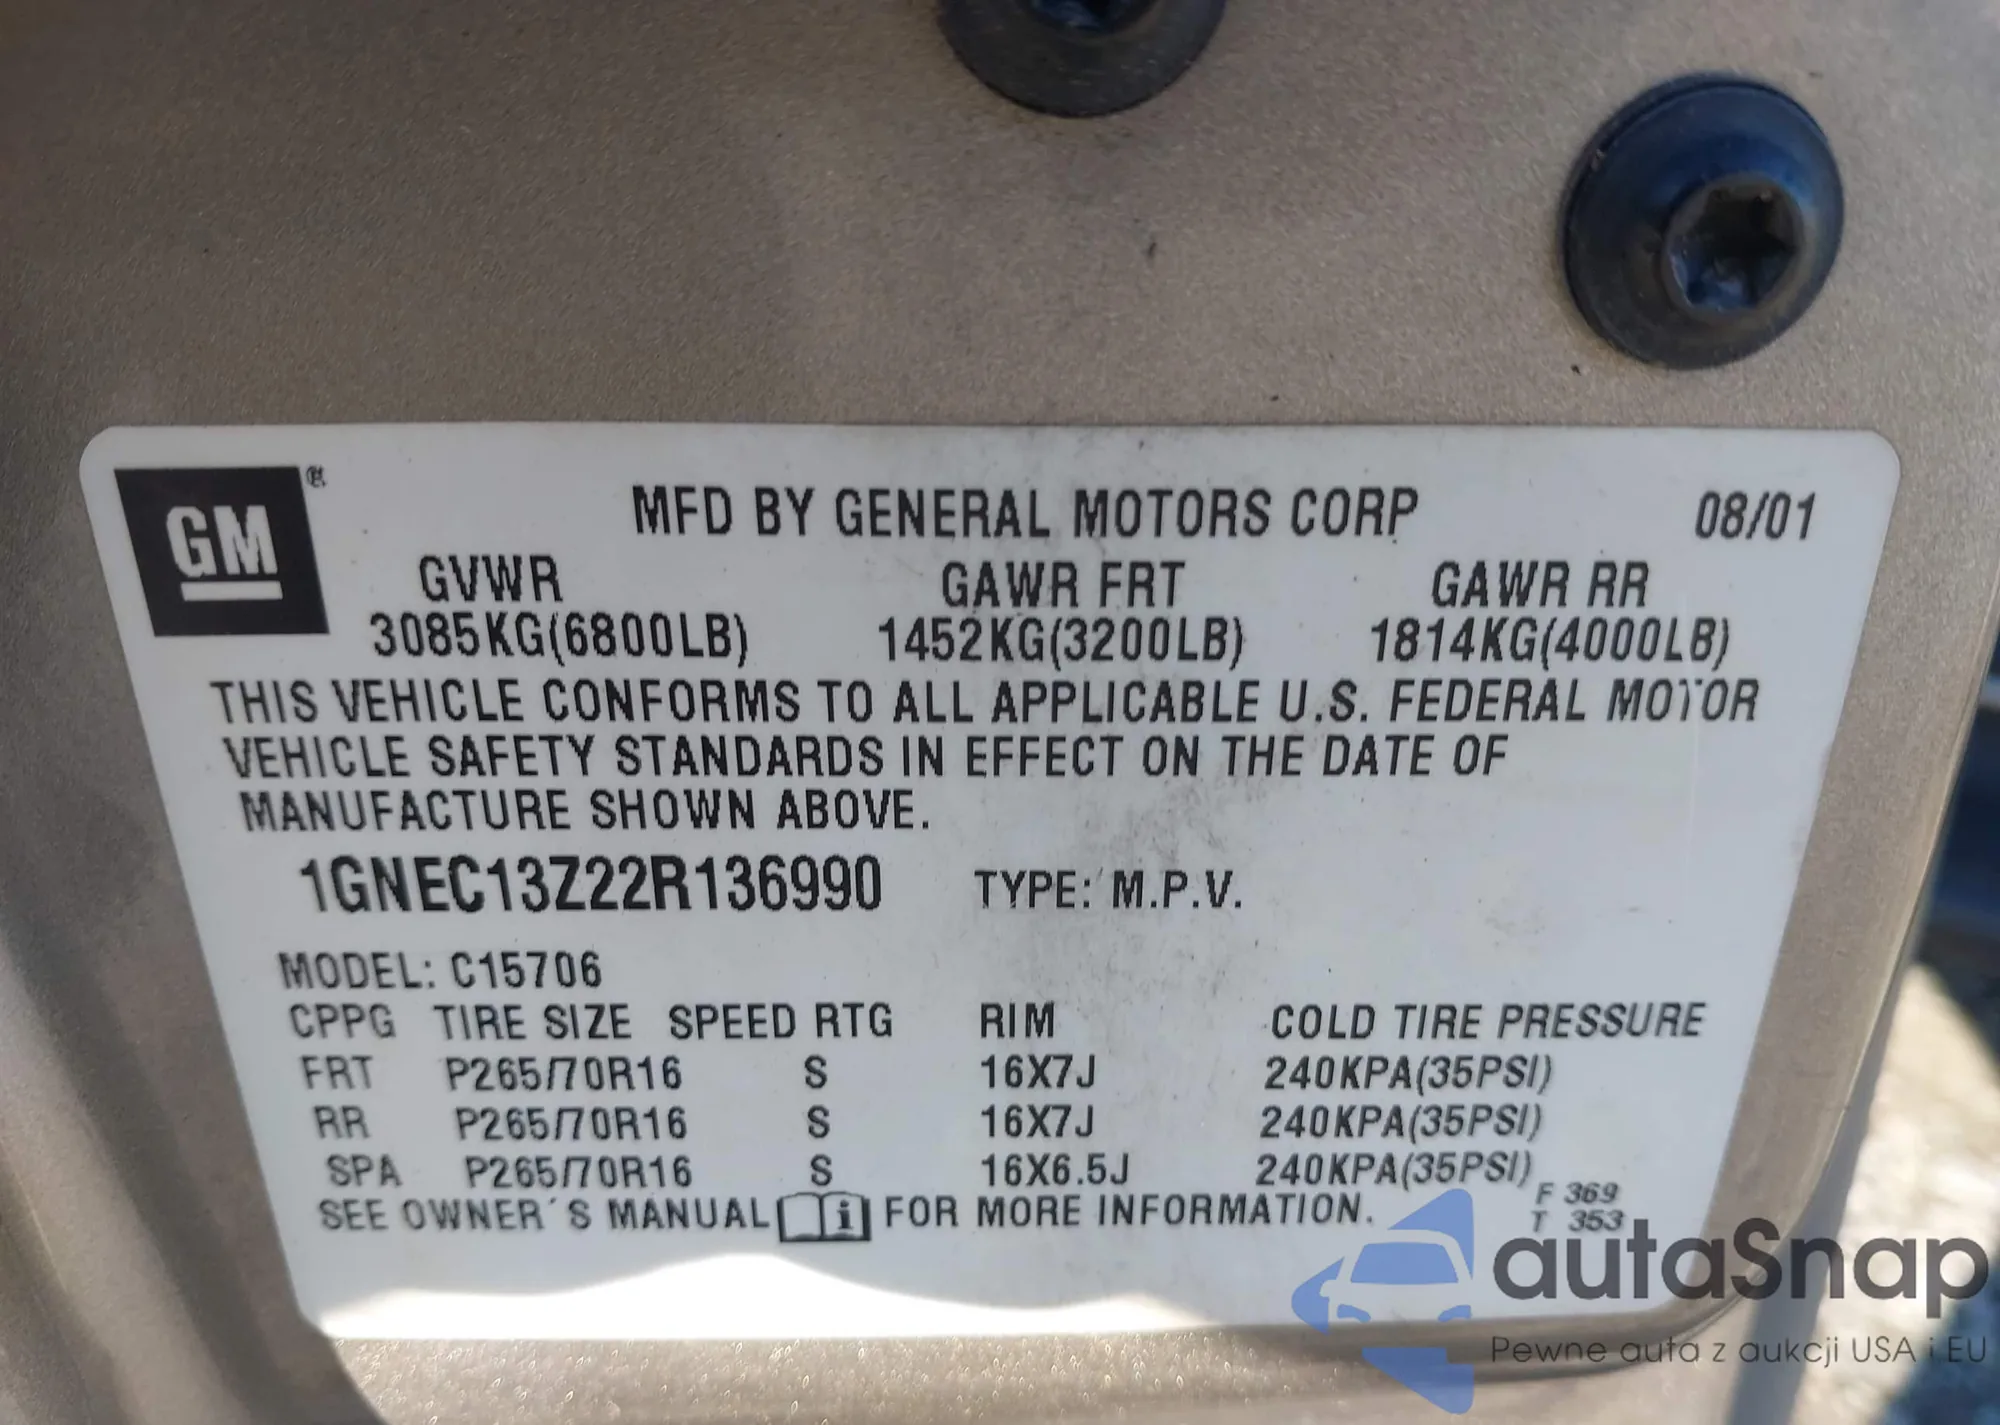 GM®
MFD BY GENERAL MOTORS CORP 08/01
GVWR GAWR FRT GAWR RR
3085KG(6800LB) 1452KG(3200LB) 1814KG(4000LB)
THIS VEHICLE CONFORMS TO ALL APPLICABLE U.S. FEDERAL MOTOR
VEHICLE SAFETY STANDARDS IN EFFECT ON THE DATE OF
MANUFACTURE SHOWN ABOVE.
1GNEC13Z22R136990 TYPE: M.P.V.
MODEL: C15706
CPPG TIRE SIZE SPEED RTG RIM COLD TIRE PRESSURE
FRT P265/70R16 S 16X7J 240KPA(35PSI)
RR P265/70R16 S 16X7J 240KPA(35PSI)
SPA P265/70R16 S 16X6.5J 240KPA(35PSI)
SEE OWNER´S MANUAL i FOR MORE INFORMATION.
F 369
T 353
autaSnap
Pewne auta z aukcji USA i EU